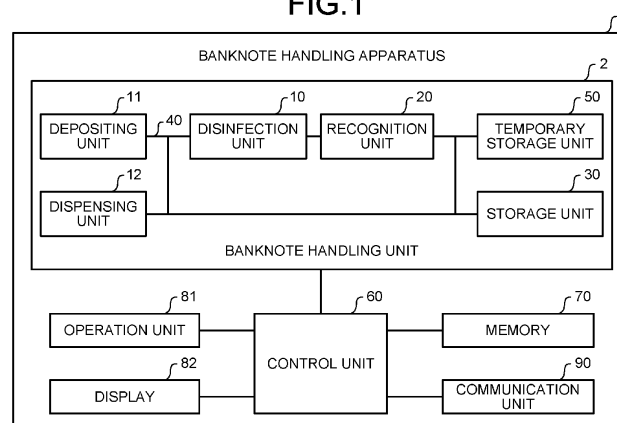 FIG.1
BANKNOTE HANDLING APPARATUS
2
11
40
10
20
50
DEPOSITING
UNIT
DISINFECTION
UNIT
RECOGNITION
UNIT
TEMPORARY
STORAGE UNIT
12
30
DISPENSING
UNIT
STORAGE UNIT
BANKNOTE HANDLING UNIT
81
60
70
OPERATION UNIT
CONTROL UNIT
MEMORY
82
90
DISPLAY
COMMUNICATION
UNIT